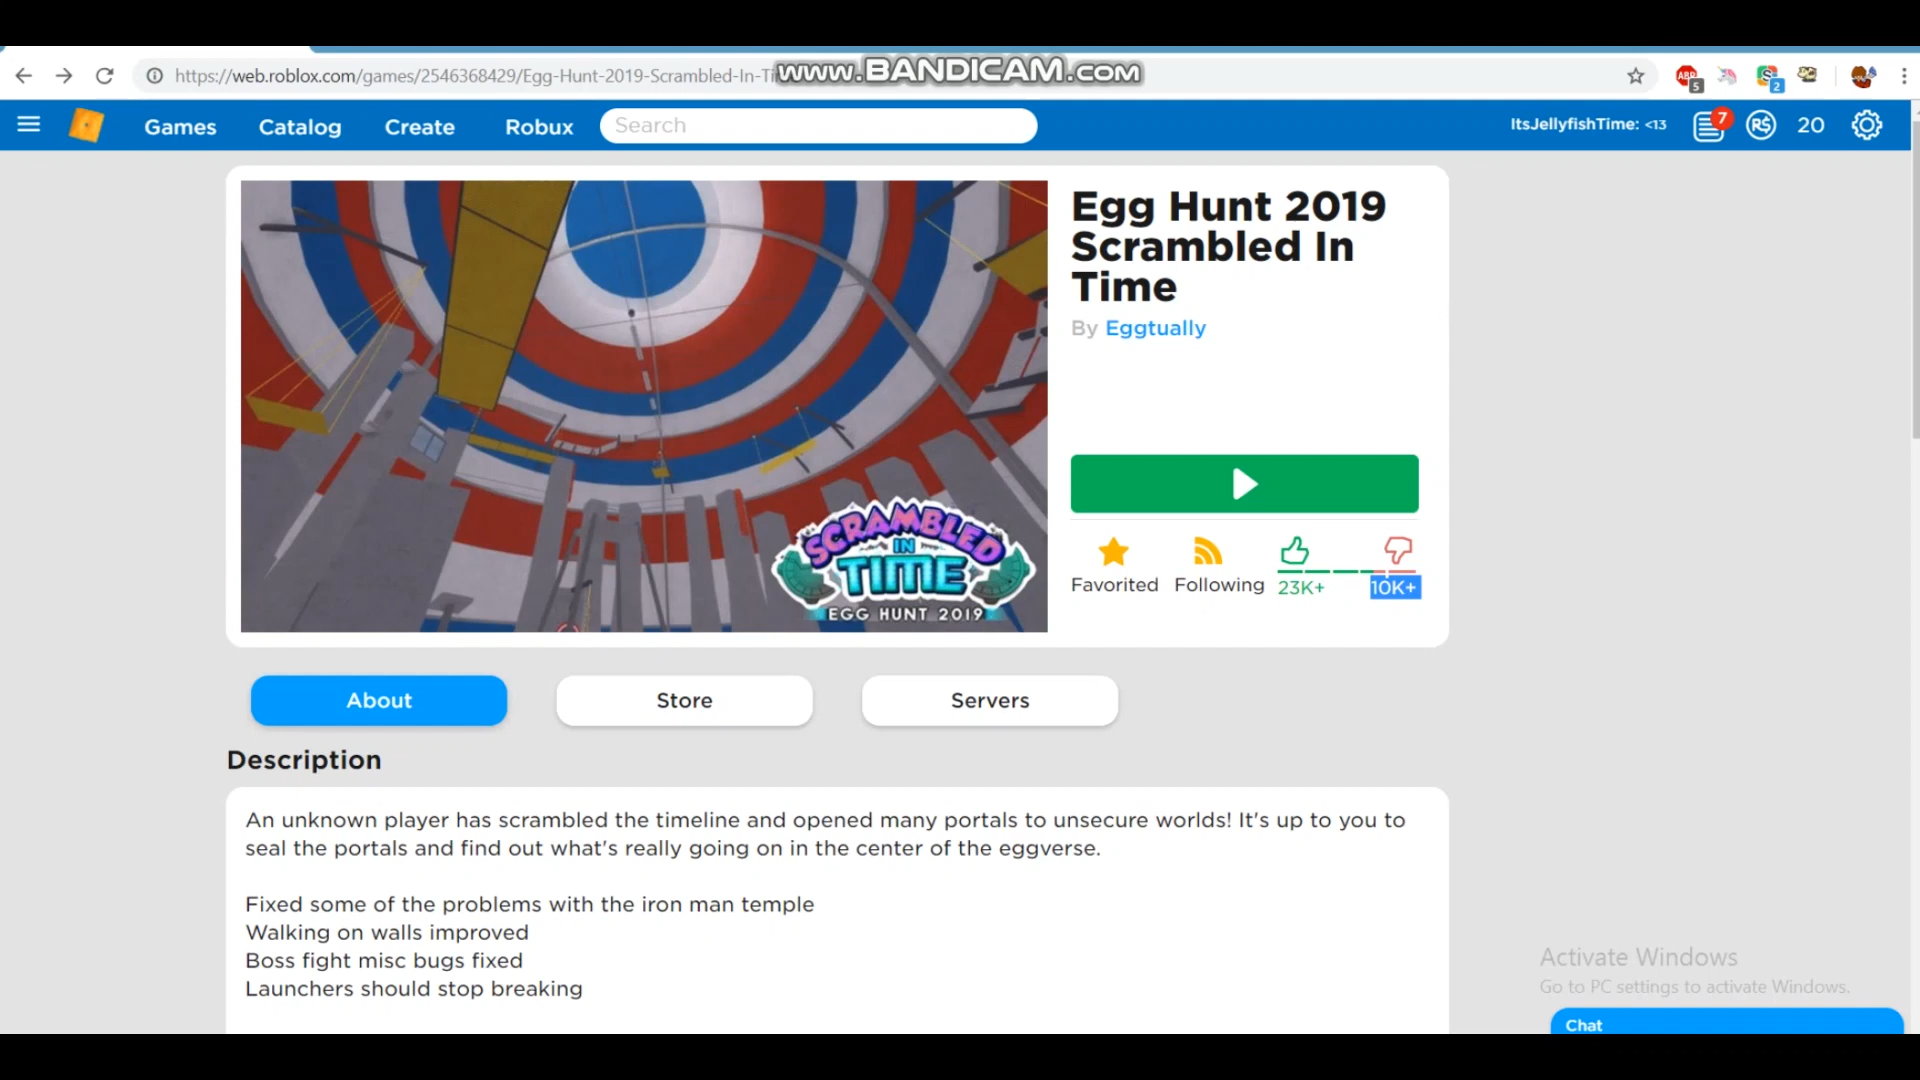 https://web.roblox.com/games/2546368429/Egg-Hunt-2019-Scrambled-In-Ti
www.BANDICAM.com
ABP
5
2
Games
Catalog
Create
Robux
Search
ItsJellyfishTime: <13
7
R$
20
Egg Hunt 2019
Scrambled In
Time
By Eggtually
SCRAMBLED
IN
TIME
EGG HUNT 2019
Favorited
Following
23K+
10K+
About
Store
Servers
Description
An unknown player has scrambled the timeline and opened many portals to unsecure worlds! It's up to you to
seal the portals and find out what's really going on in the center of the eggverse.
Fixed some of the problems with the iron man temple
Walking on walls improved
Boss fight misc bugs fixed
Launchers should stop breaking
Activate Windows
Go to PC settings to activate Windows.
Chat